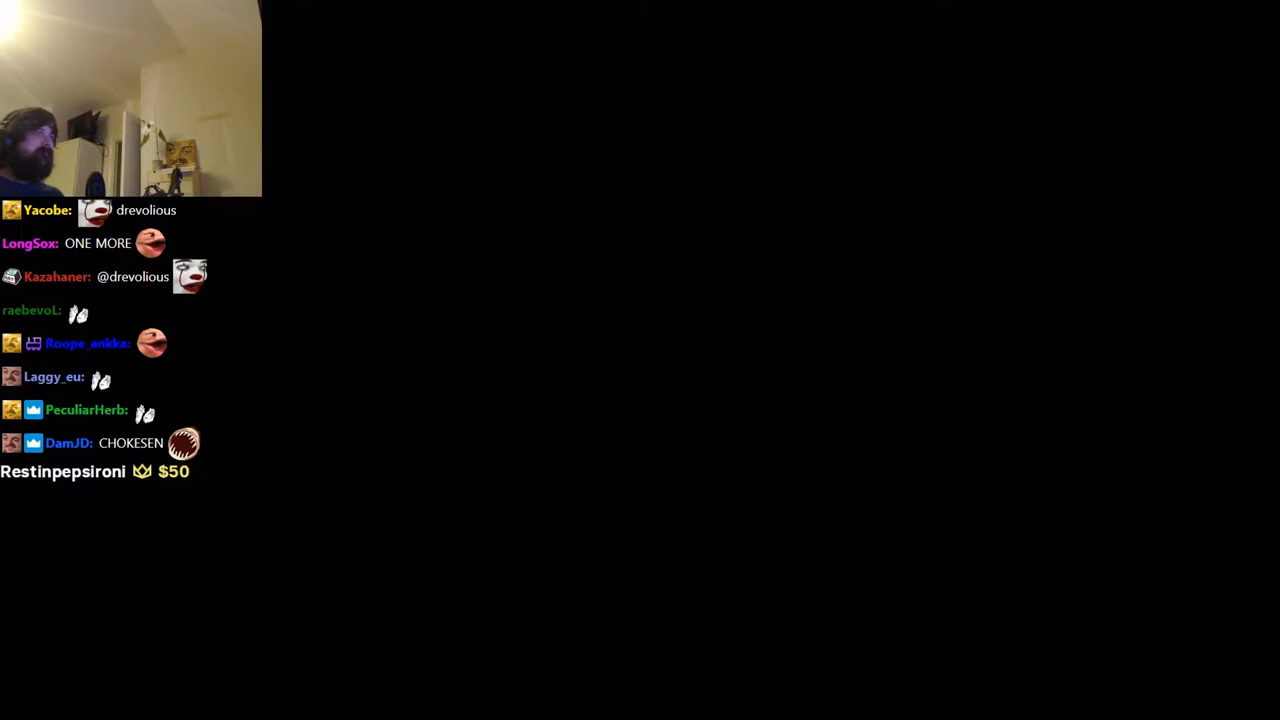 Yacobe: drevolious
LongSox: ONE MORE
Kazahaner: @drevolious
raebevoL:
Roope_ankka:
Laggy_eu:
PeculiarHerb:
DamJD: CHOKESEN
Restinpepsironi $50